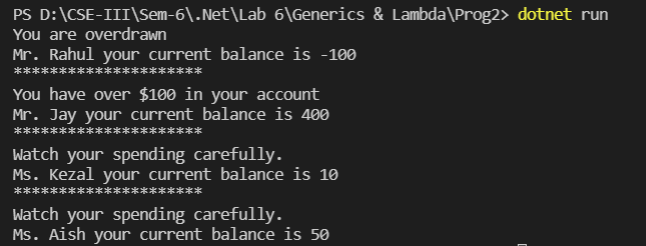 PS D:\CSE-III\Sem-6\.Net\Lab 6\Generics & Lambda\Prog2> dotnet run
You are overdrawn
Mr. Rahul your current balance is -100
*********************
You have over $100 in your account
Mr. Jay your current balance is 400
*********************
Watch your spending carefully.
Ms. Kezal your current balance is 10
*********************
Watch your spending carefully.
Ms. Aish your current balance is 50